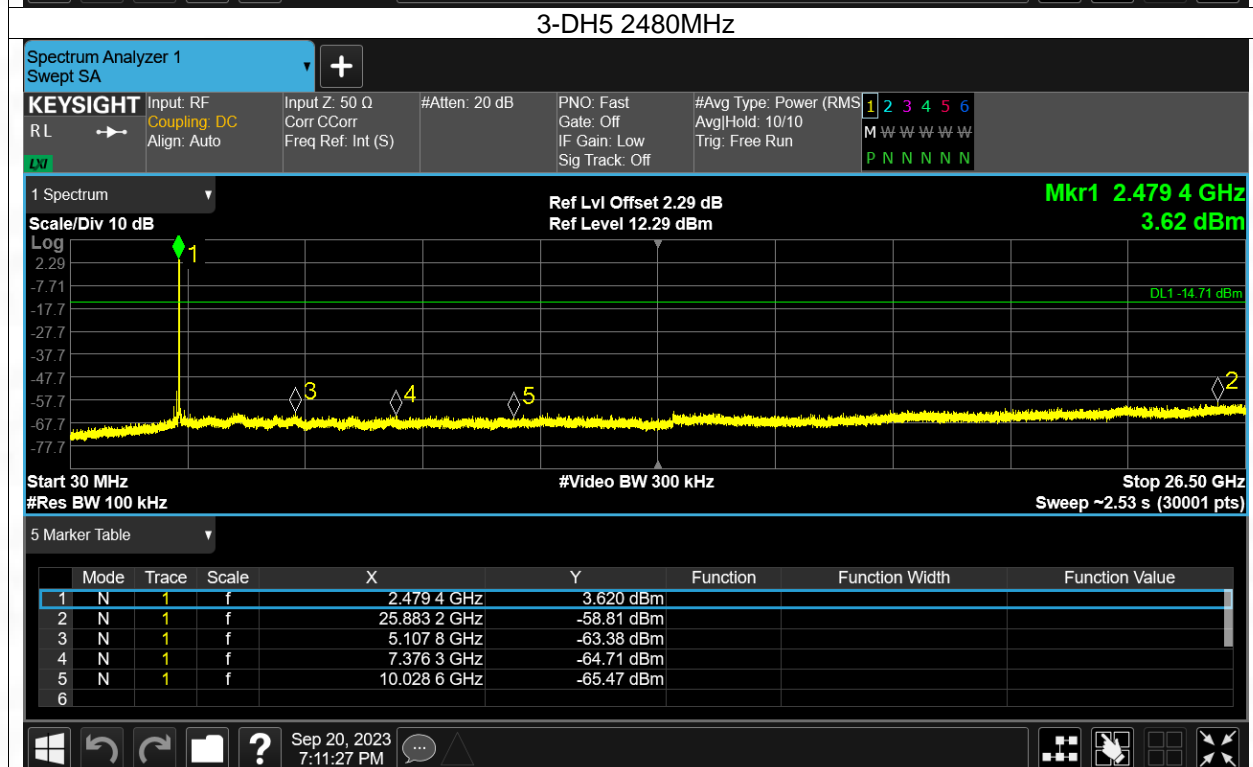 3-DH5 2480MHz
Spectrum Analyzer 1
Swept SA
KEYSIGHT Input: RF Input Z: 50 Ω #Atten: 20 dB PNO: Fast #Avg Type: Power (RMS 1 2 3 4 5 6
R L Coupling: DC Corr CCorr Gate: Off Avg|Hold: 10/10 M W W W W W
Align: Auto Freq Ref: Int (S) IF Gain: Low Trig: Free Run
LXI Sig Track: Off P N N N N N
1 Spectrum Ref Lvl Offset 2.29 dB Mkr1 2.479 4 GHz
Scale/Div 10 dB Ref Level 12.29 dBm 3.62 dBm
Log
1
2.29
-7.71
DL1 -14.71 dBm
-17.7
-27.7
-37.7
-47.7
3 4 5 2
-57.7
-67.7
-77.7
Start 30 MHz #Video BW 300 kHz Stop 26.50 GHz
#Res BW 100 kHz Sweep ~2.53 s (30001 pts)
5 Marker Table
Mode Trace Scale X Y Function Function Width Function Value
1 N 1 f 2.479 4 GHz 3.620 dBm
2 N 1 f 25.883 2 GHz -58.81 dBm
3 N 1 f 5.107 8 GHz -63.38 dBm
4 N 1 f 7.376 3 GHz -64.71 dBm
5 N 1 f 10.028 6 GHz -65.47 dBm
6
? Sep 20, 2023
7:11:27 PM